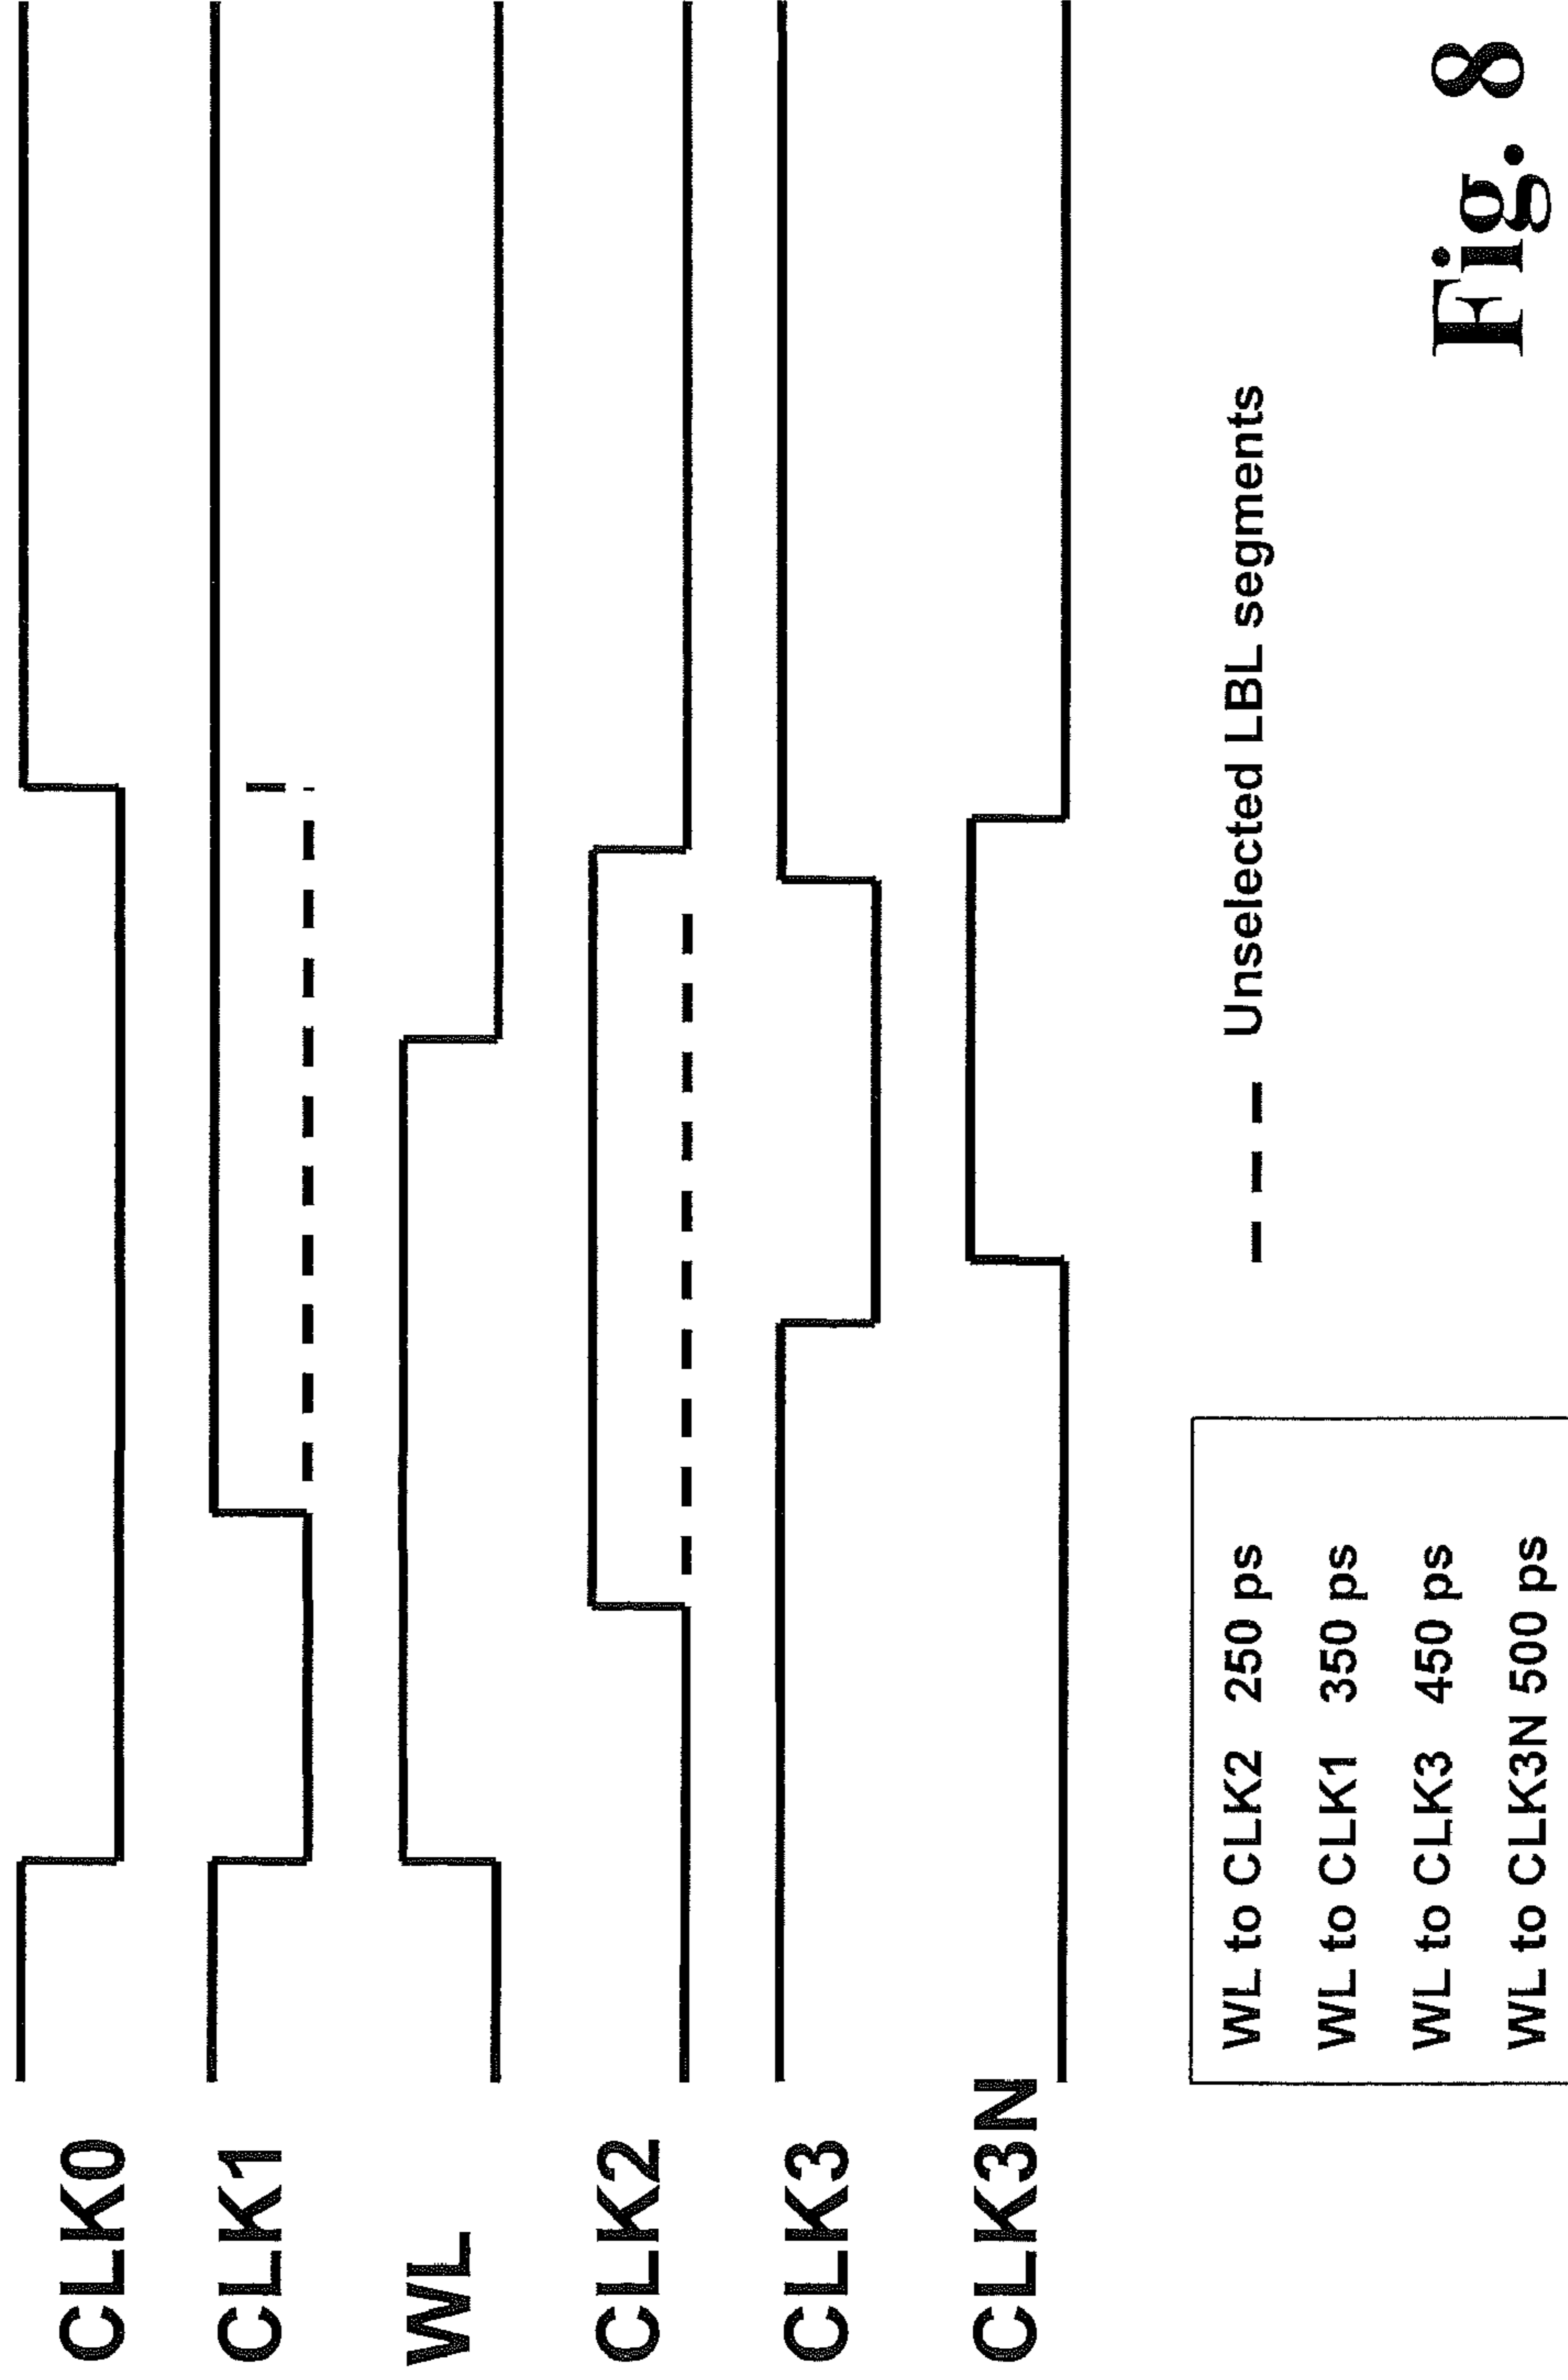 CLK0
CLK1
WL
CLK2
CLK3
CLK3N
WL to CLK2 250 ps
WL to CLK1 350 ps
WL to CLK3 450 ps
WL to CLK3N 500 ps
Unselected LBL segments
Fig. 8